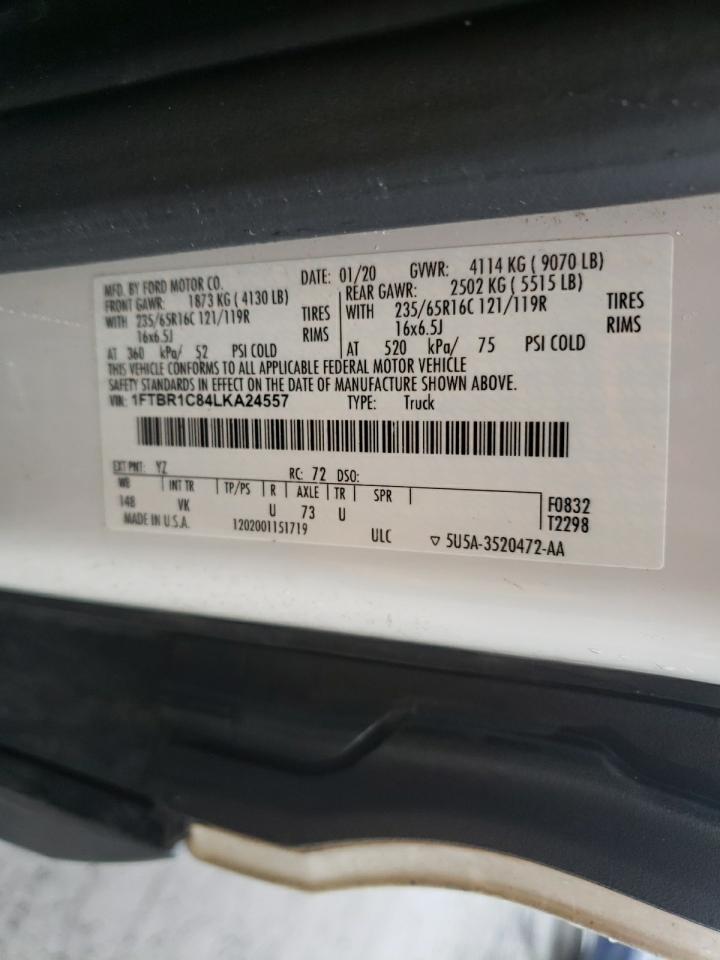 MFD. BY FORD MOTOR CO. DATE: 01/20 GVWR: 4114 KG ( 9070 LB)
FRONT GAWR: 1873 KG ( 4130 LB) REAR GAWR: 2502 KG ( 5515 LB)
WITH 235/65R16C 121/119R TIRES WITH 235/65R16C 121/119R TIRES
16x6.5J RIMS 16x6.5J RIMS
AT 360 kPa/ 52 PSI COLD AT 520 kPa/ 75 PSI COLD
THIS VEHICLE CONFORMS TO ALL APPLICABLE FEDERAL MOTOR VEHICLE
SAFETY STANDARDS IN EFFECT ON THE DATE OF MANUFACTURE SHOWN ABOVE.
VIN: 1FTBR1C84LKA24557 TYPE: Truck
EXT PNT: YZ RC: 72 DSO:
WB INT TR TP/PS R AXLE TR SPR F0832
148 VK U 73 U T2298
MADE IN U.S.A. 1202001151719 ULC ▽ 5U5A-3520472-AA